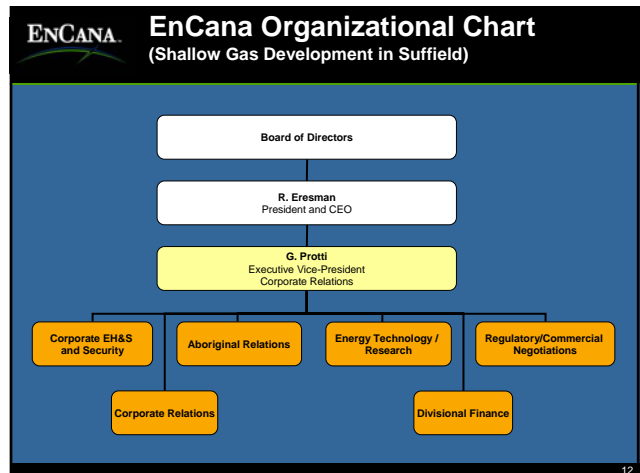 ENCANA™
EnCana Organizational Chart
(Shallow Gas Development in Suffield)
Board of Directors
R. Eresman
President and CEO
G. Protti
Executive Vice-President
Corporate Relations
Corporate EH&S
and Security
Aboriginal Relations
Energy Technology /
Research
Regulatory/Commercial
Negotiations
Corporate Relations
Divisional Finance
12